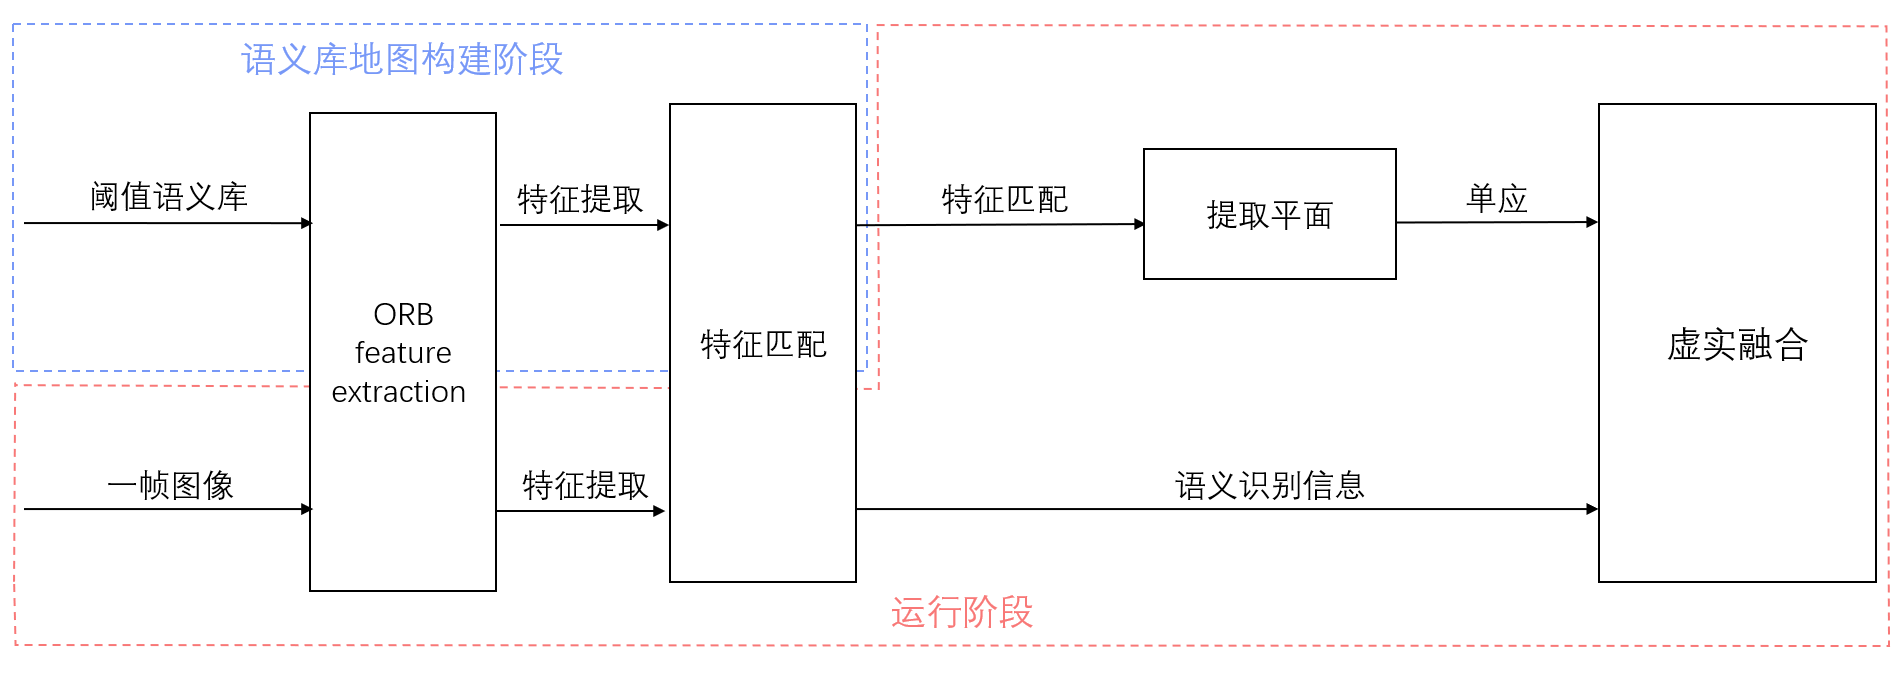 语义库地图构建阶段
阈值语义库
特征提取
特征匹配
提取平面
单应
ORB
feature
extraction
特征匹配
虚实融合
一帧图像
特征提取
语义识别信息
运行阶段